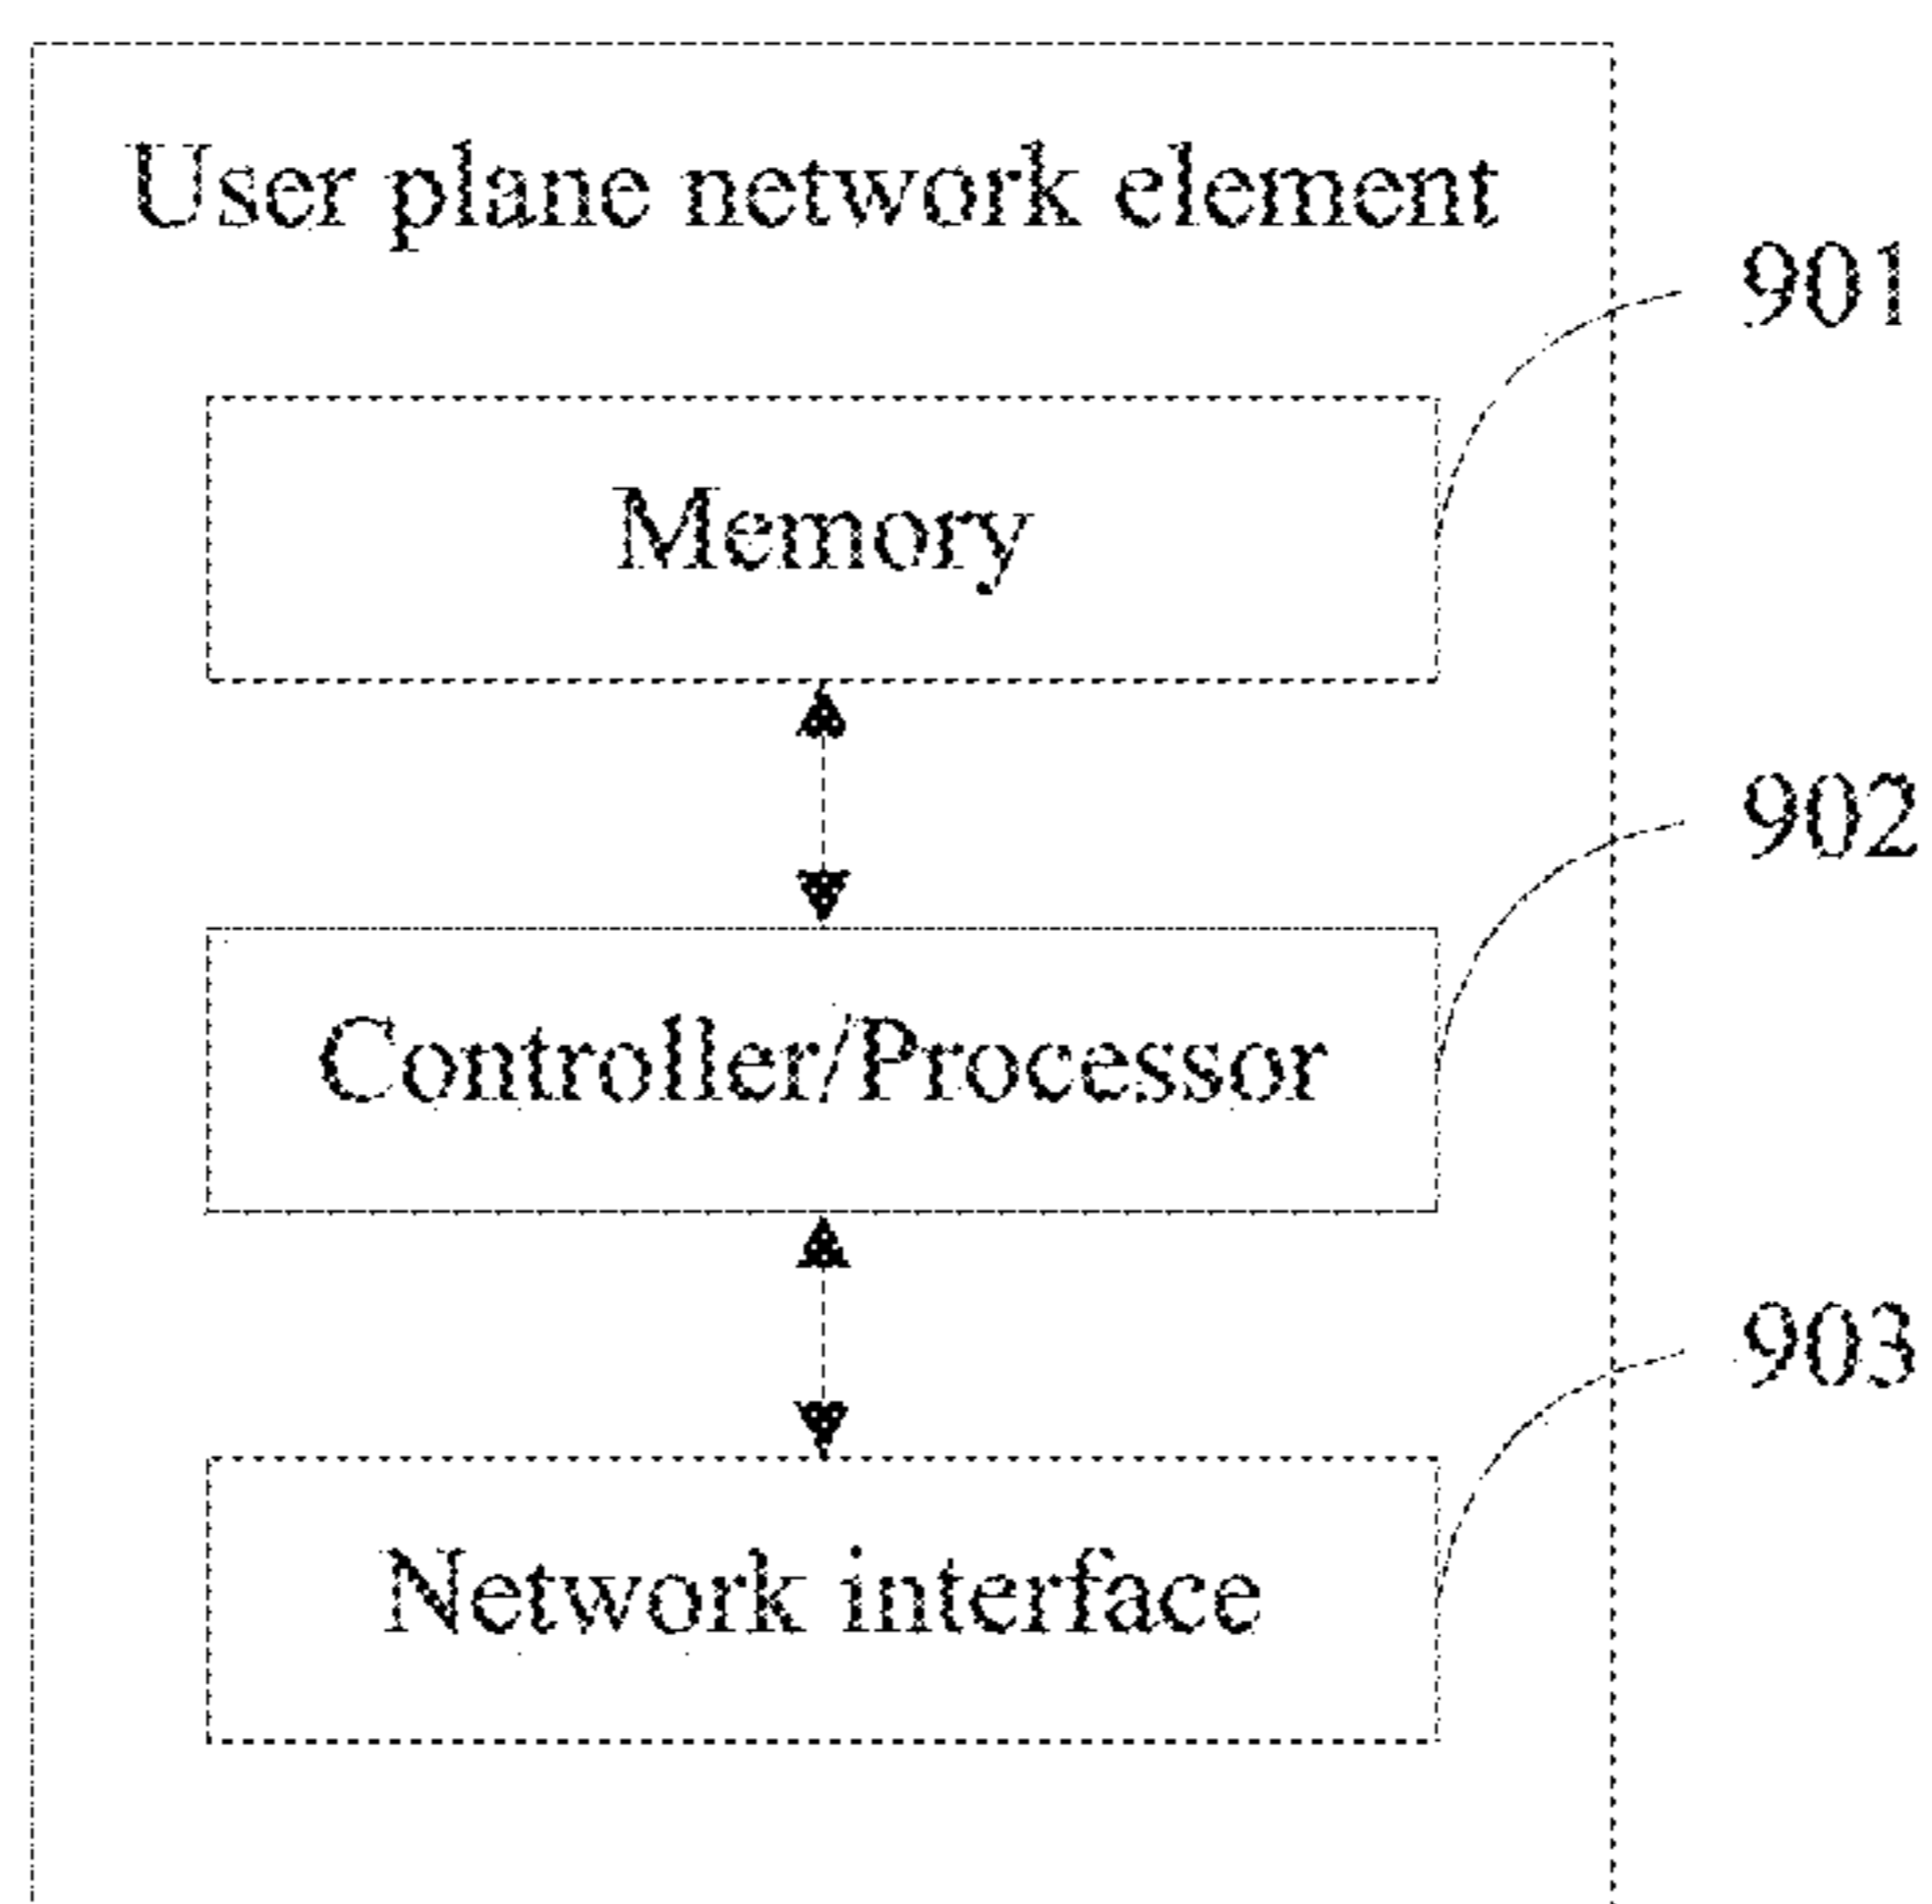 User plane network element
901
Memory
902
Controller/Processor
903
Network interface